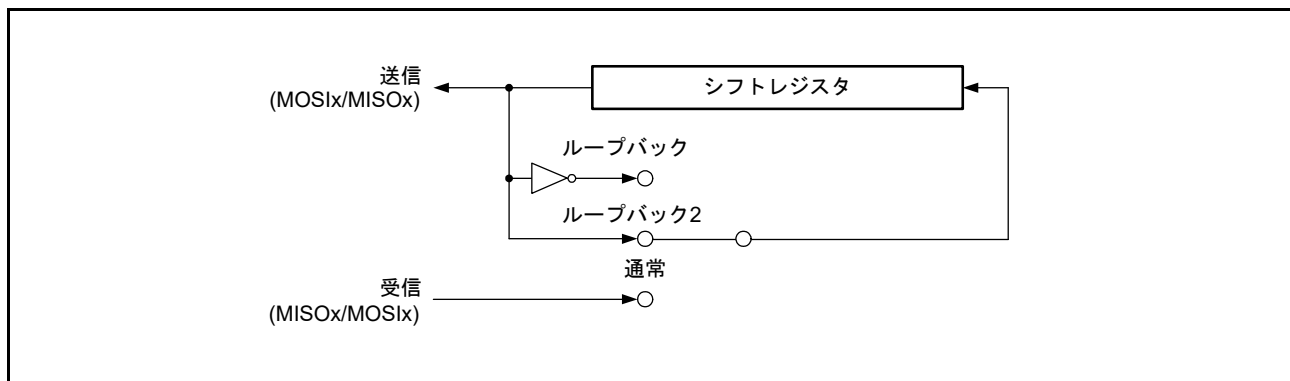 送信
(MOSIx/MISOx)
シフトレジスタ
ループバック
ループバック2
通常
受信
(MISOx/MOSIx)